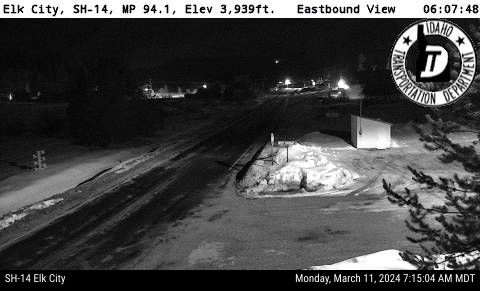 Elk City, SH-14, MP 94.1, Elev 3,939ft. Eastbound View 06:07:48
IDAHO
TRANSPORTATION DEPARTMENT
SH-14 Elk City Monday, March 11, 2024 7:15:04 AM MDT